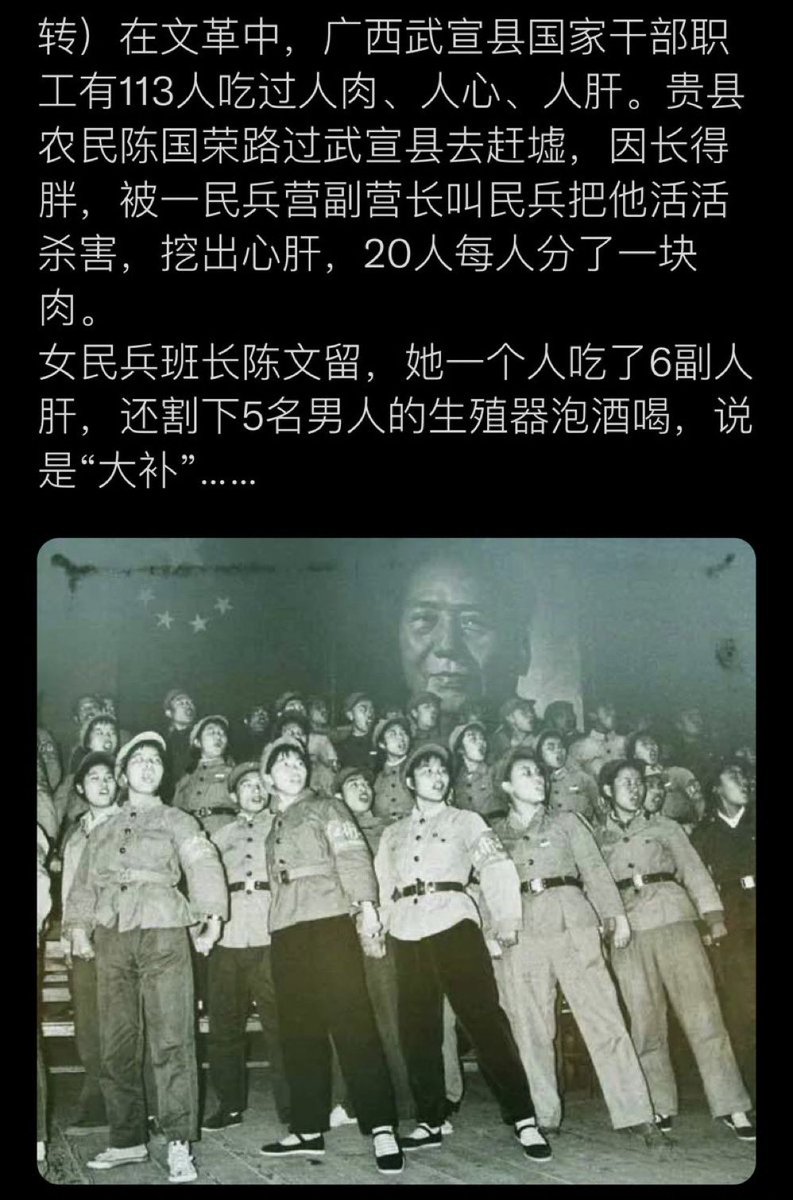 转）在文革中，广西武宣县国家干部职
工有113人吃过人肉、人心、人肝。贵县
农民陈国荣路过武宣县去赶墟，因长得
胖，被一民兵营副营长叫民兵把他活活
杀害，挖出心肝，20人每人分了一块
肉。
女民兵班长陈文留，她一个人吃了6副人
肝，还割下5名男人的生殖器泡酒喝，说
是“大补”……